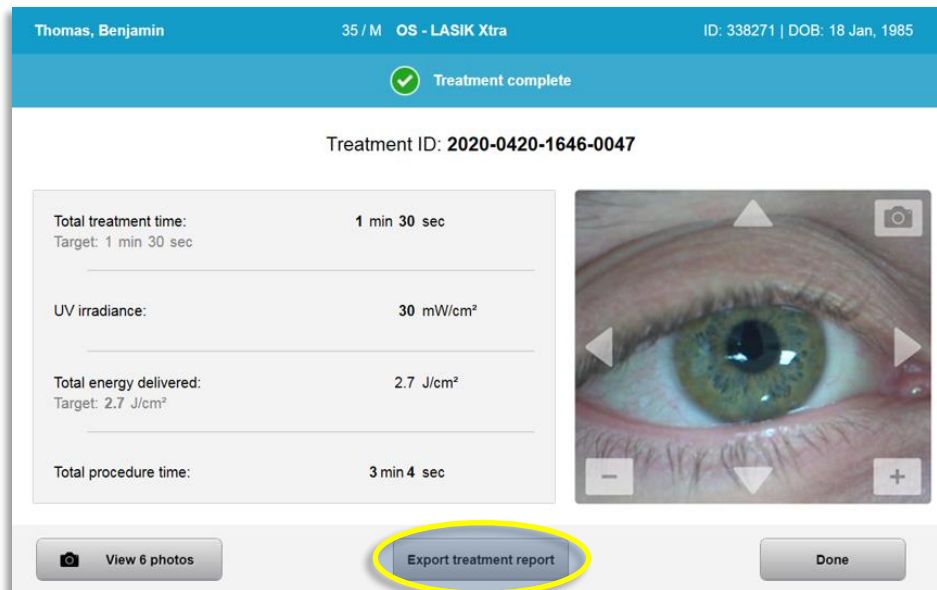 Thomas, Benjamin 35 / M OS - LASIK Xtra ID: 338271 | DOB: 18 Jan, 1985
Treatment complete
Treatment ID: 2020-0420-1646-0047
Total treatment time: 1 min 30 sec
Target: 1 min 30 sec
UV irradiance: 30 mW/cm²
Total energy delivered: 2.7 J/cm²
Target: 2.7 J/cm²
Total procedure time: 3 min 4 sec
View 6 photos Export treatment report Done